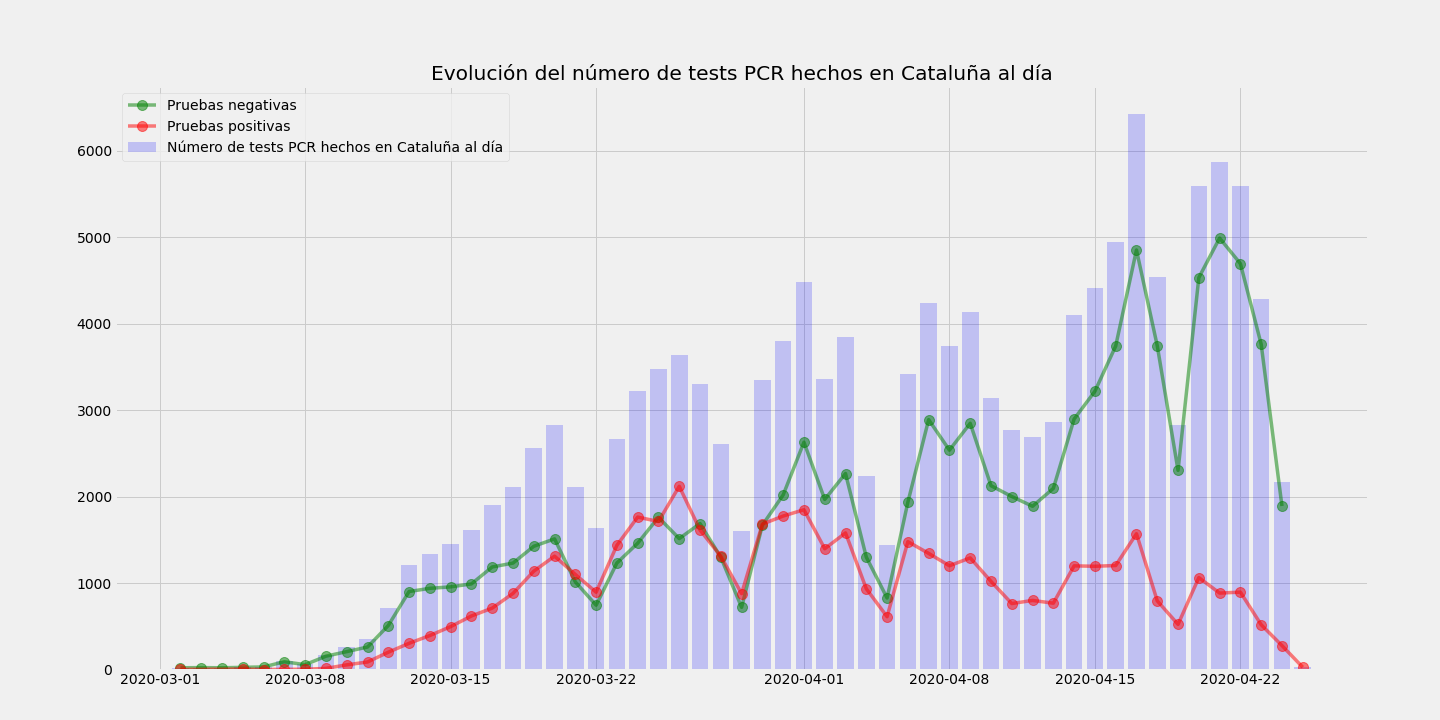 Evolución del número de tests PCR hechos en Cataluña al día
Pruebas negativas
Pruebas positivas
Número de tests PCR hechos en Cataluña al día
6000
5000
4000
3000
2000
1000
0
2020-03-01 2020-03-08 2020-03-15 2020-03-22 2020-04-01 2020-04-08 2020-04-15 2020-04-22